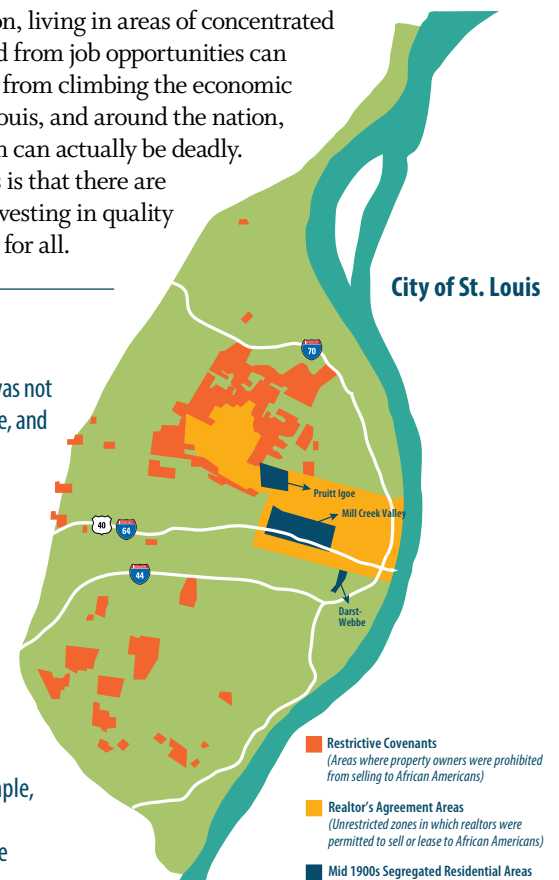 on, living in areas of concentrated
d from job opportunities can
from climbing the economic
ouis, and around the nation,
n can actually be deadly.
s is that there are
vesting in quality
for all.
City of St. Louis
70
was not
e, and
Pruitt Igoe
Mill Creek Valley
40
64
44
Darst-
Webbe
Restrictive Covenants
(Areas where property owners were prohibited
from selling to African Americans)
ple,
Realtor's Agreement Areas
(Unrestricted zones in which realtors were
permitted to sell or lease to African Americans)
e
Mid 1900s Segregated Residential Areas